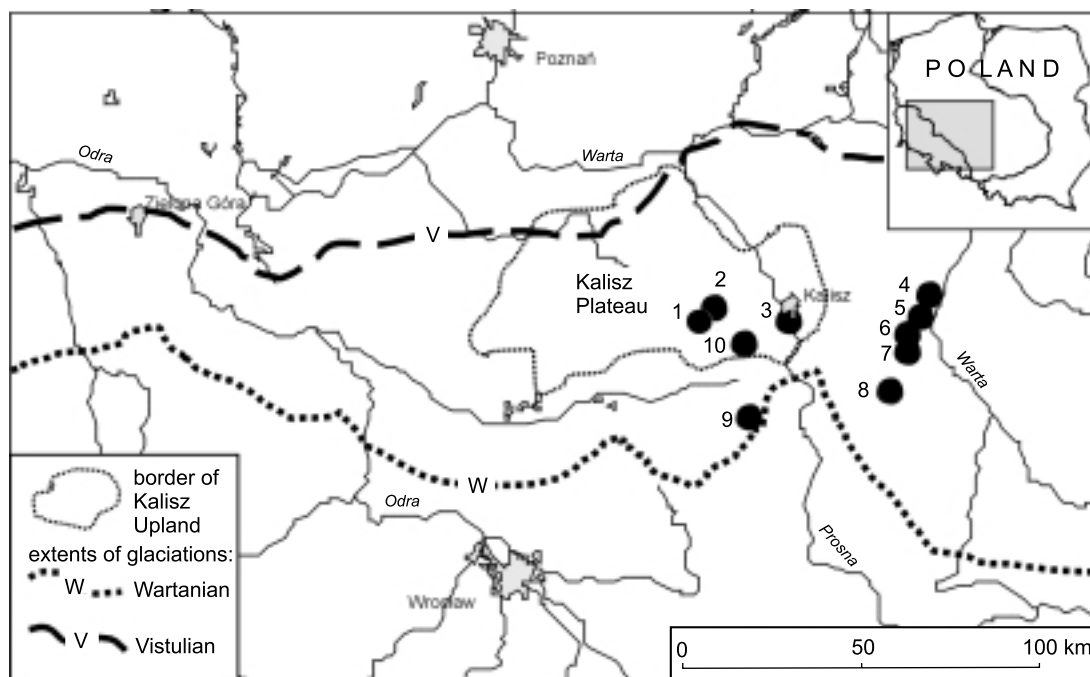 Poznań
POLAND
Odra
Warta
Zielona Góra
V
Kalisz
Plateau
2
1
3
Kalisz
10
4
5
6
7
8
Warta
9
W
Odra
Prosna
Wrocław
border of
Kalisz
Upland
extents of glaciations:
W
Wartanian
V
Vistulian
0
50
100 km